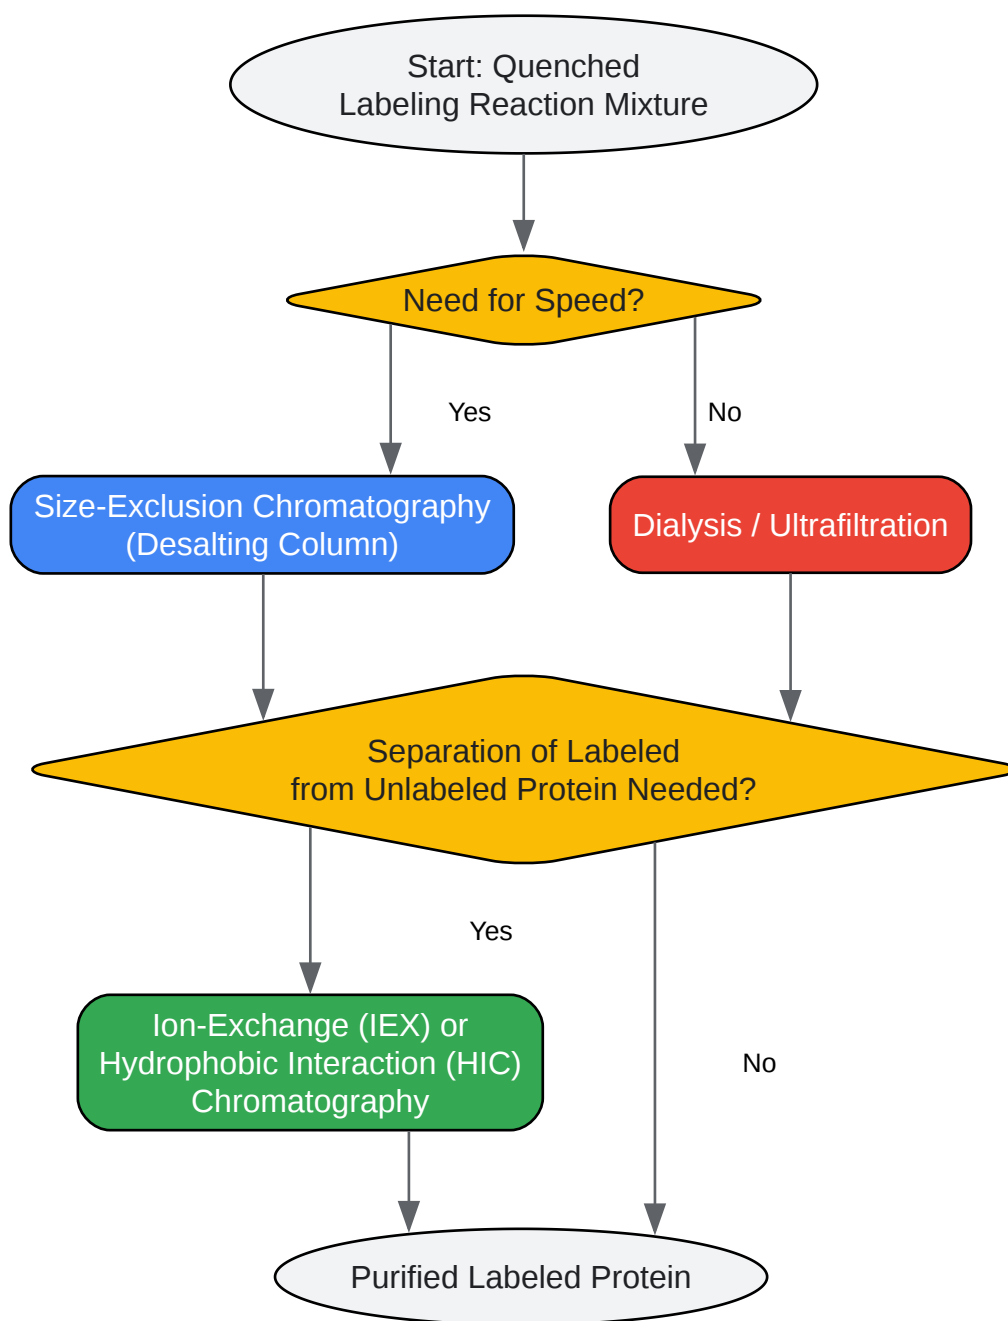 Start: Quenched
Labeling Reaction Mixture
Need for Speed?
Yes
No
Size-Exclusion Chromatography
(Desalting Column)
Dialysis / Ultrafiltration
Separation of Labeled
from Unlabeled Protein Needed?
Yes
Ion-Exchange (IEX) or
Hydrophobic Interaction (HIC)
Chromatography
No
Purified Labeled Protein